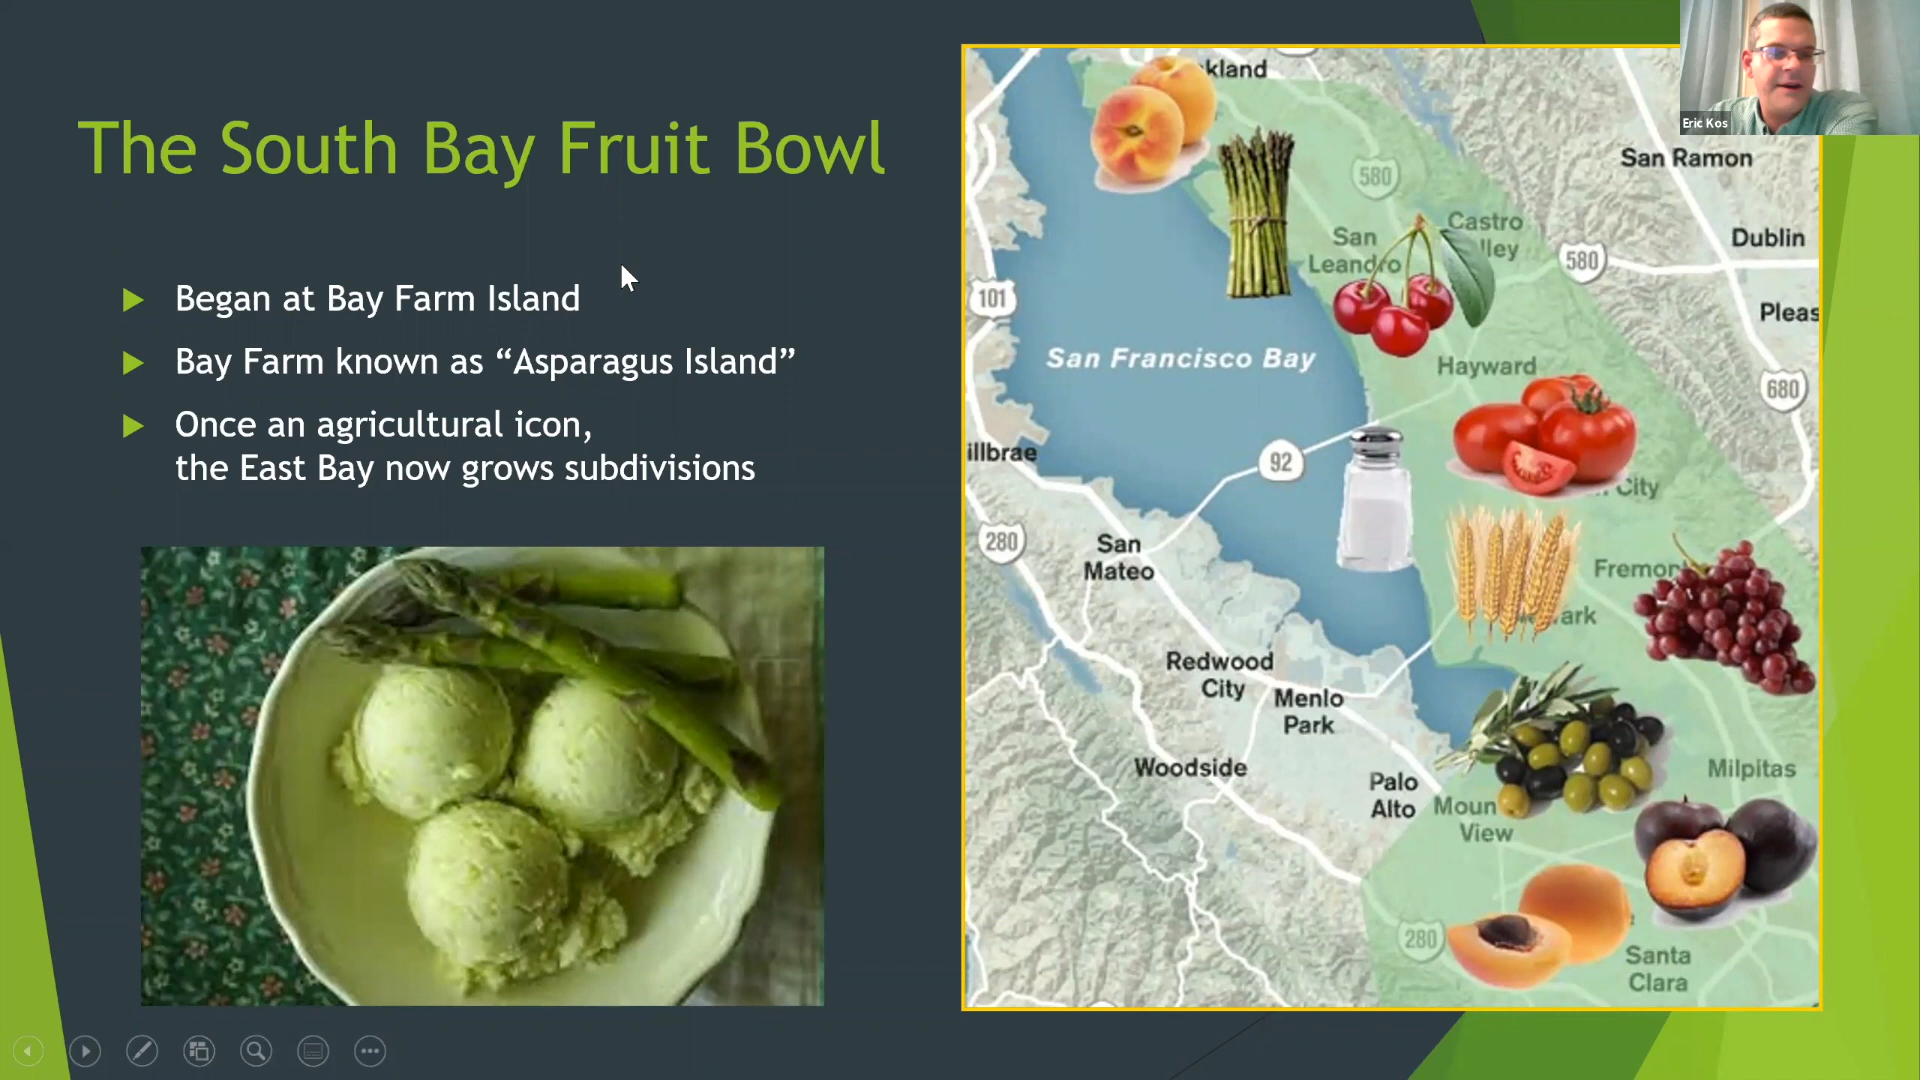 The South Bay Fruit Bowl
Began at Bay Farm Island
Bay Farm known as “Asparagus Island”
Once an agricultural icon,
the East Bay now grows subdivisions
kland
580
San
Leandro
Castro
lley
580
San Ramon
Dublin
Pleas
101
San Francisco Bay
Hayward
680
illbrae
92
City
280
San
Mateo
Fremon
ark
Redwood
City
Menlo
Park
Woodside
Palo
Alto
Milpitas
Moun
View
280
Santa
Clara
Eric Kos